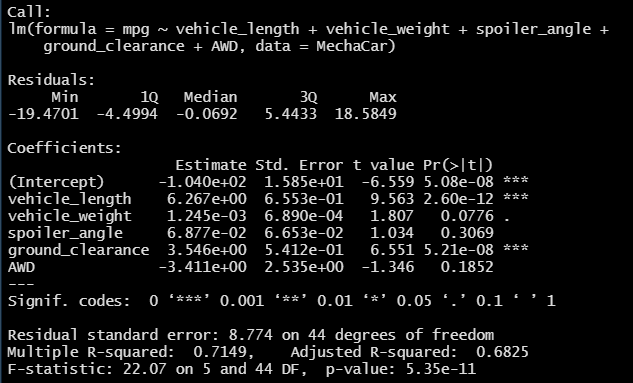 Call:
lm(formula = mpg ~ vehicle_length + vehicle_weight + spoiler_angle +
    ground_clearance + AWD, data = MechaCar)

Residuals:
     Min       1Q   Median       3Q      Max
-19.4701  -4.4994  -0.0692   5.4433  18.5849

Coefficients:
                   Estimate Std. Error t value Pr(>|t|)
(Intercept)      -1.040e+02  1.585e+01  -6.559 5.08e-08 ***
vehicle_length    6.267e+00  6.553e-01   9.563 2.60e-12 ***
vehicle_weight    1.245e-03  6.890e-04   1.807   0.0776 .
spoiler_angle     6.877e-02  6.653e-02   1.034   0.3069
ground_clearance  3.546e+00  5.412e-01   6.551 5.21e-08 ***
AWD              -3.411e+00  2.535e+00  -1.346   0.1852
---
Signif. codes:  0 ‘***’ 0.001 ‘**’ 0.01 ‘*’ 0.05 ‘.’ 0.1 ‘ ’ 1

Residual standard error: 8.774 on 44 degrees of freedom
Multiple R-squared:  0.7149,    Adjusted R-squared:  0.6825
F-statistic: 22.07 on 5 and 44 DF,  p-value: 5.35e-11